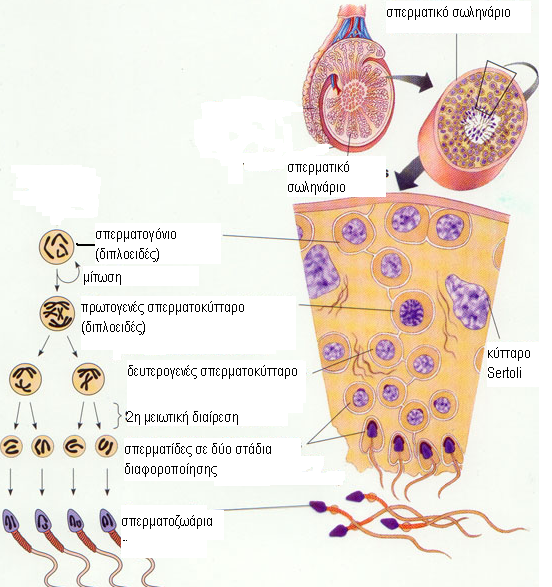 σπερματικό σωληνάριο
σπερματικό
σωληνάριο
s
σπερματογόνιο
(διπλοειδές)
μίτωση
πρωτογενές σπερματοκύτταρο
(διπλοειδές)
κύτταρο
Sertoli
δευτερογενές σπερματοκύτταρο
2η μειωτική διαίρεση
σπερματίδες σε δύο στάδια
διαφοροποίησης
σπερματοζωάρια